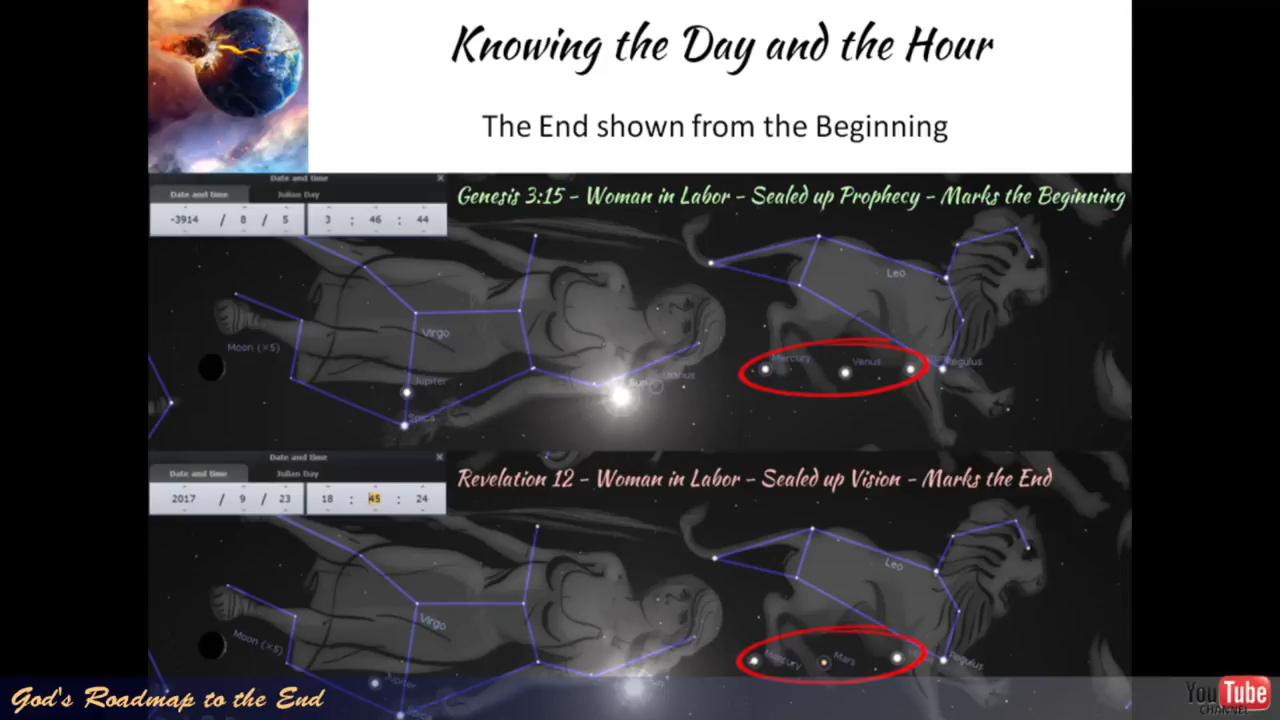 Knowing the Day and the Hour
The End shown from the Beginning
Date and time
Date and time Julian Day
-3914 / 8 / 5 3 : 46 : 44
Genesis 3:15 - Woman in Labor - Sealed up Prophecy - Marks the Beginning
Leo
Virgo
Moon (×5)
Mercury
Venus
Regulus
Jupiter
Sun
Uranus
Spica
Date and time
Date and time Julian Day
2017 / 9 / 23 18 : 45 : 24
Revelation 12 - Woman in Labor - Sealed up Vision - Marks the End
Leo
Virgo
Moon (×5)
Mercury
Mars
Regulus
Jupiter
God's Roadmap to the End
YouTube
CHANNEL